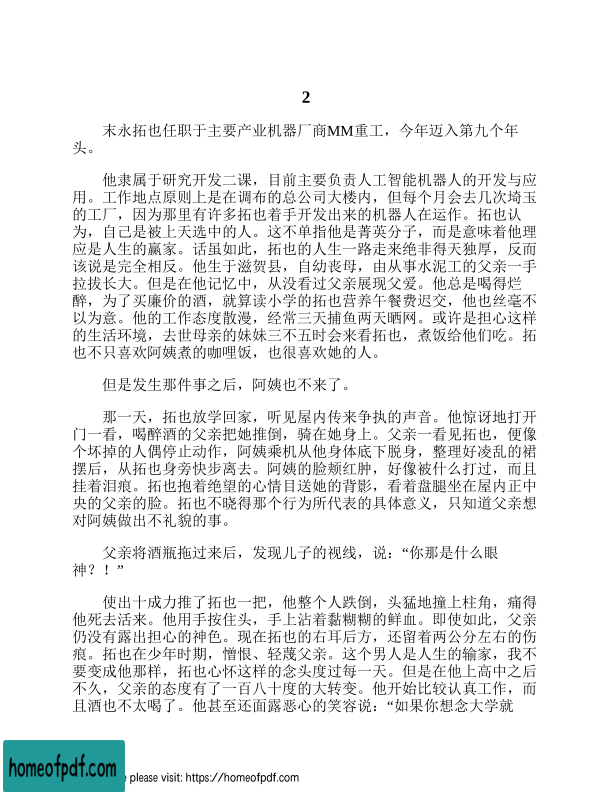 2
末永拓也任职于主要产业机器厂商MM重工，今年迈入第九个年
头。
他隶属于研究开发二课，目前主要负责人工智能机器人的开发与应
用。工作地点原则上是在调布的总公司大楼内，但每个月会去几次埼玉
的工厂，因为那里有许多拓也着手开发出来的机器人在运作。拓也认
为，自己是被上天选中的人。这不单指他是菁英分子，而是意味着他理
应是人生的赢家。话虽如此，拓也的人生一路走来绝非得天独厚，反而
该说是完全相反。他生于滋贺县，自幼丧母，由从事水泥工的父亲一手
拉拔长大。但是在他记忆中，从没看过父亲展现父爱。他总是喝得烂
醉，为了买廉价的酒，就算读小学的拓也营养午餐费迟交，他也丝毫不
以为意。他的工作态度散漫，经常三天捕鱼两天晒网。或许是担心这样
的生活环境，去世母亲的妹妹三不五时会来看拓也，煮饭给他们吃。拓
也不只喜欢阿姨煮的咖哩饭，也很喜欢她的人。
但是发生那件事之后，阿姨也不来了。
那一天，拓也放学回家，听见屋内传来争执的声音。他惊讶地打开
门一看，喝醉酒的父亲把她推倒，骑在她身上。父亲一看见拓也，便像
个坏掉的人偶停止动作，阿姨乘机从他身体底下脱身，整理好凌乱的裙
摆后，从拓也身旁快步离去。阿姨的脸颊红肿，好像被什么打过，而且
挂着泪痕。拓也抱着绝望的心情目送她的背影，看着盘腿坐在屋内正中
央的父亲的脸。拓也不晓得那个行为所代表的具体意义，只知道父亲想
对阿姨做出不礼貌的事。
父亲将酒瓶拖过来后，发现儿子的视线，说：“你那是什么眼
神？！”
使出十成力推了拓也一把，他整个人跌倒，头猛地撞上柱角，痛得
他死去活来。他用手按住头，手上沾着黏糊糊的鲜血。即使如此，父亲
仍没有露出担心的神色。现在拓也的右耳后方，还留着两公分左右的伤
痕。拓也在少年时期，憎恨、轻蔑父亲。这个男人是人生的输家，我不
要变成他那样，拓也心怀这样的念头度过每一天。但是在他上高中之后
不久，父亲的态度有了一百八十度的大转变。他开始比较认真工作，而
且酒也不太喝了。他甚至还面露恶心的笑容说：“如果你想念大学就
homeofpdf.com
e please visit: https://homeofpdf.com